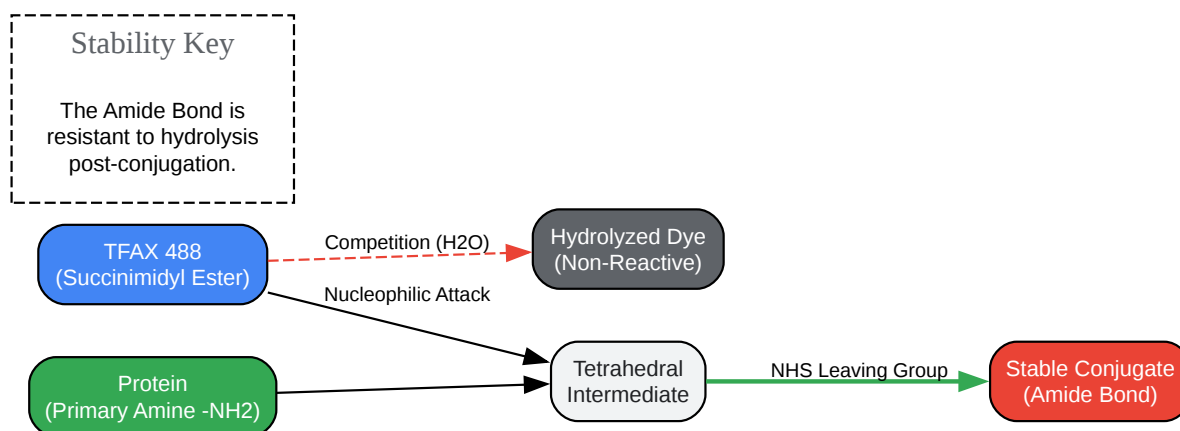 Stability Key
The Amide Bond is
resistant to hydrolysis
post-conjugation.
TFAX 488
(Succinimidyl Ester)
Competition (H2O)
Hydrolyzed Dye
(Non-Reactive)
Nucleophilic Attack
Protein
(Primary Amine -NH2)
Tetrahedral
Intermediate
NHS Leaving Group
Stable Conjugate
(Amide Bond)